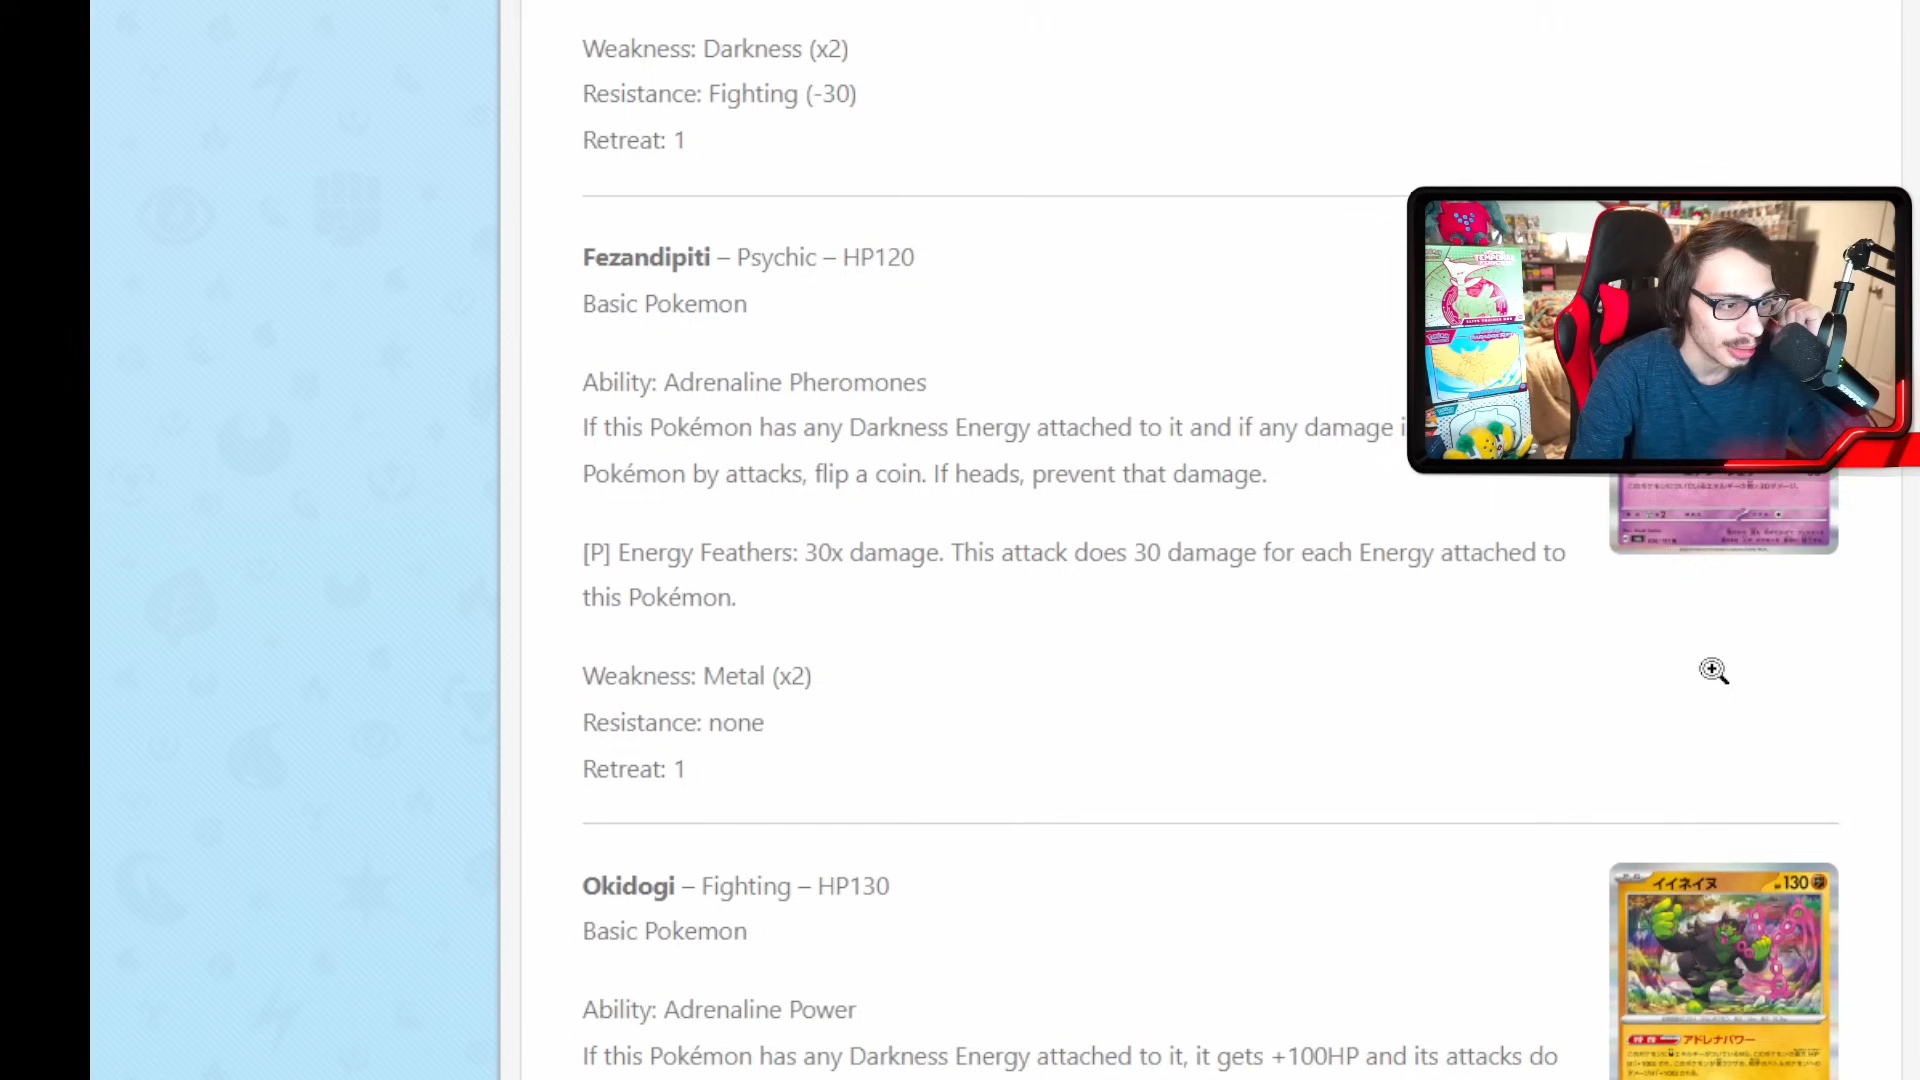 Weakness: Darkness (x2)
Resistance: Fighting (-30)
Retreat: 1
Fezandipiti – Psychic – HP120
Basic Pokemon
Ability: Adrenaline Pheromones
If this Pokémon has any Darkness Energy attached to it and if any damage i
Pokémon by attacks, flip a coin. If heads, prevent that damage.
[P] Energy Feathers: 30x damage. This attack does 30 damage for each Energy attached to
this Pokémon.
Weakness: Metal (x2)
Resistance: none
Retreat: 1
Okidogi – Fighting – HP130
Basic Pokemon
イイネイヌ 130
Ability: Adrenaline Power
アドレナパワー
If this Pokémon has any Darkness Energy attached to it, it gets +100HP and its attacks do